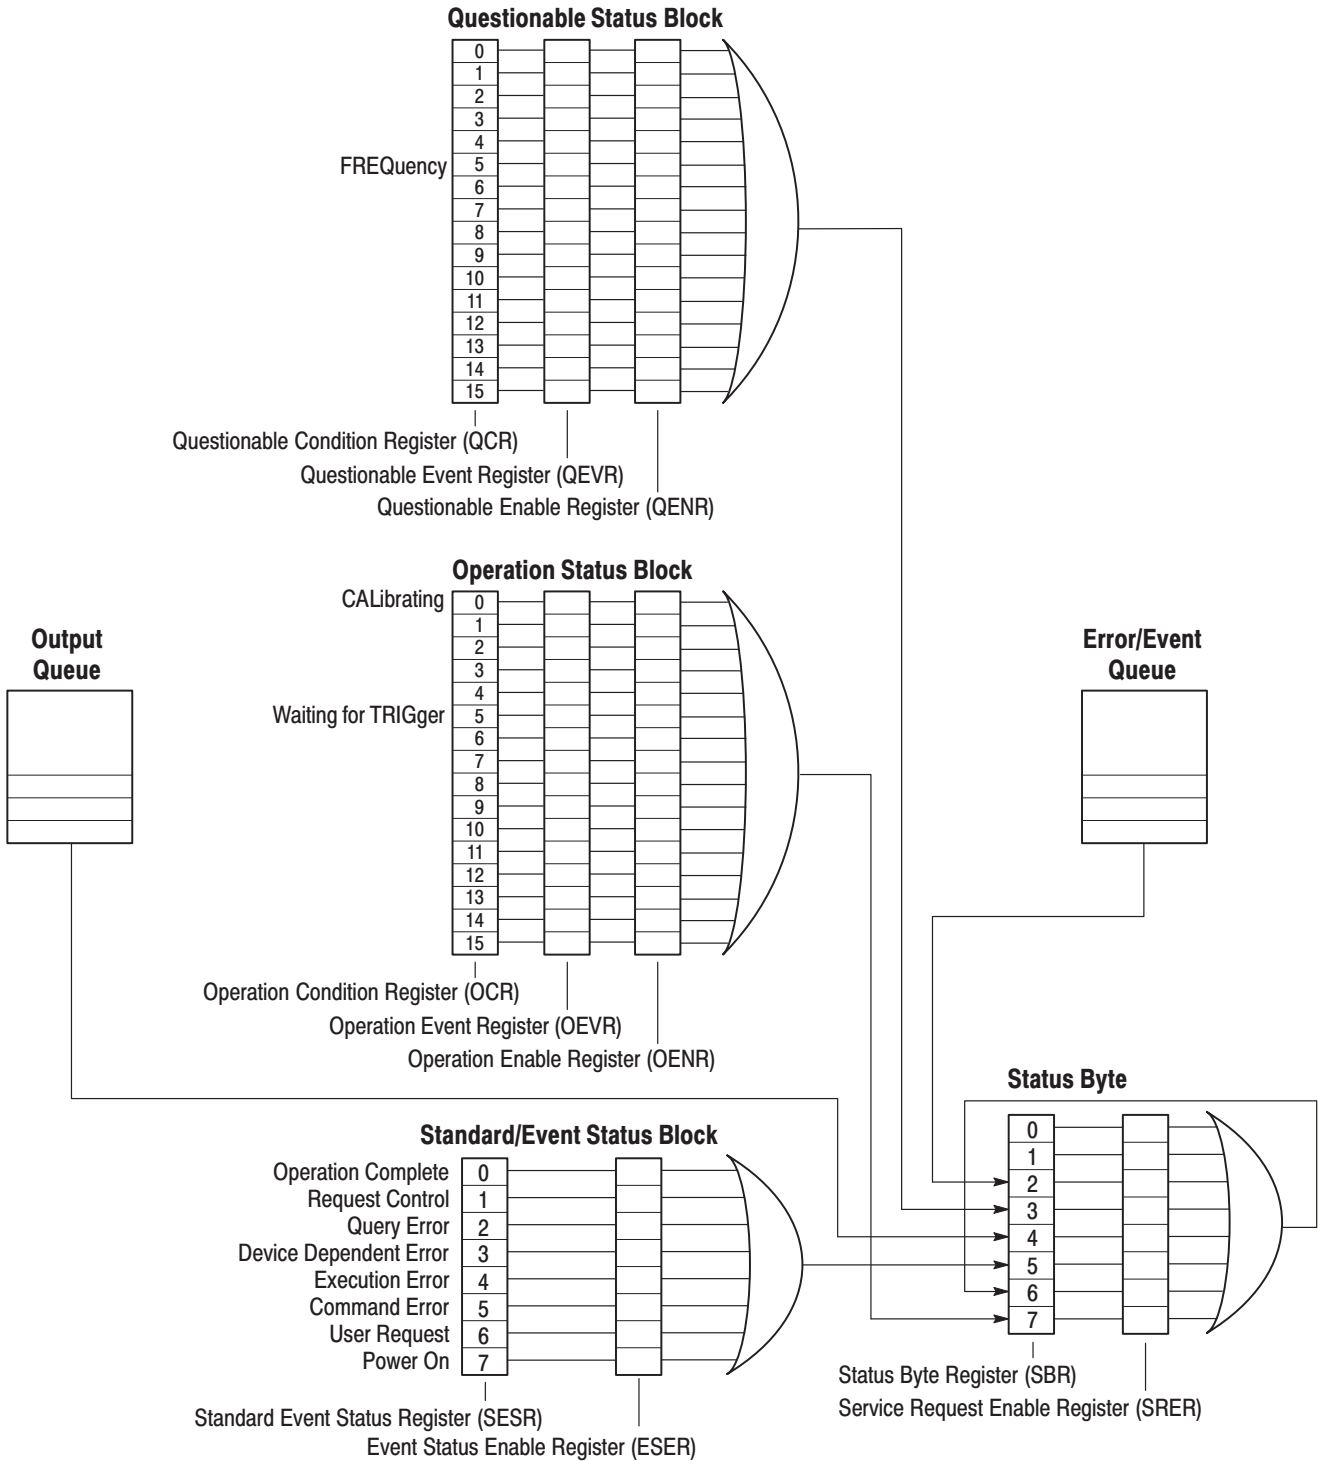 Questionable Status Block
0
1
2
3
4
FREQuency 5
6
7
8
9
10
11
12
13
14
15
Questionable Condition Register (QCR)
Questionable Event Register (QEVR)
Questionable Enable Register (QENR)
Operation Status Block
CALibrating 0
1
2
3
4
Waiting for TRIGger 5
6
7
8
9
10
11
12
13
14
15
Operation Condition Register (OCR)
Operation Event Register (OEVR)
Operation Enable Register (OENR)
Output
Queue
Error/Event
Queue
Standard/Event Status Block
Operation Complete 0
Request Control 1
Query Error 2
Device Dependent Error 3
Execution Error 4
Command Error 5
User Request 6
Power On 7
Standard Event Status Register (SESR)
Event Status Enable Register (ESER)
Status Byte
0
1
2
3
4
5
6
7
Status Byte Register (SBR)
Service Request Enable Register (SRER)